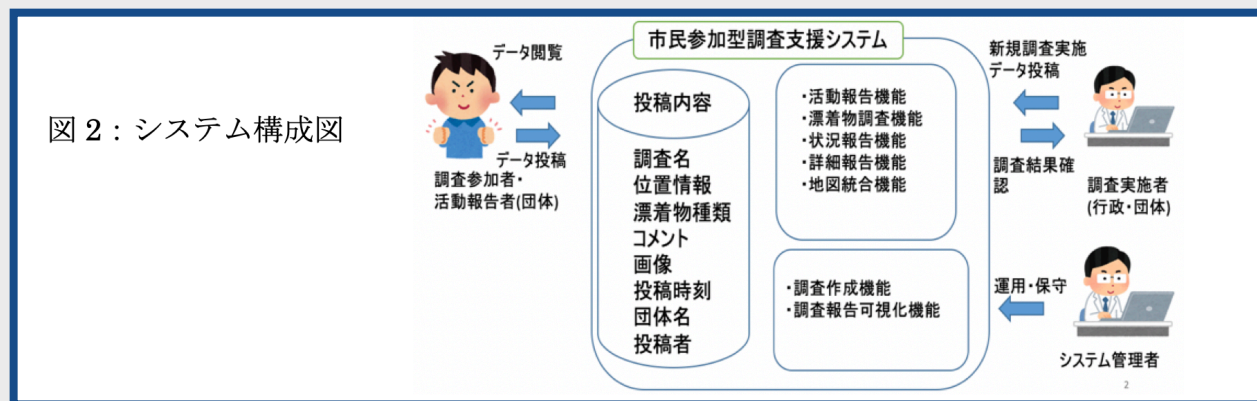 図 2：システム構成図
データ閲覧
データ投稿
調査参加者・
活動報告者(団体)
市民参加型調査支援システム
投稿内容
調査名
位置情報
漂着物種類
コメント
画像
投稿時刻
団体名
投稿者
・活動報告機能
・漂着物調査機能
・状況報告機能
・詳細報告機能
・地図統合機能
・調査作成機能
・調査報告可視化機能
新規調査実施
データ投稿
調査結果確
認
調査実施者
(行政・団体)
運用・保守
システム管理者
2